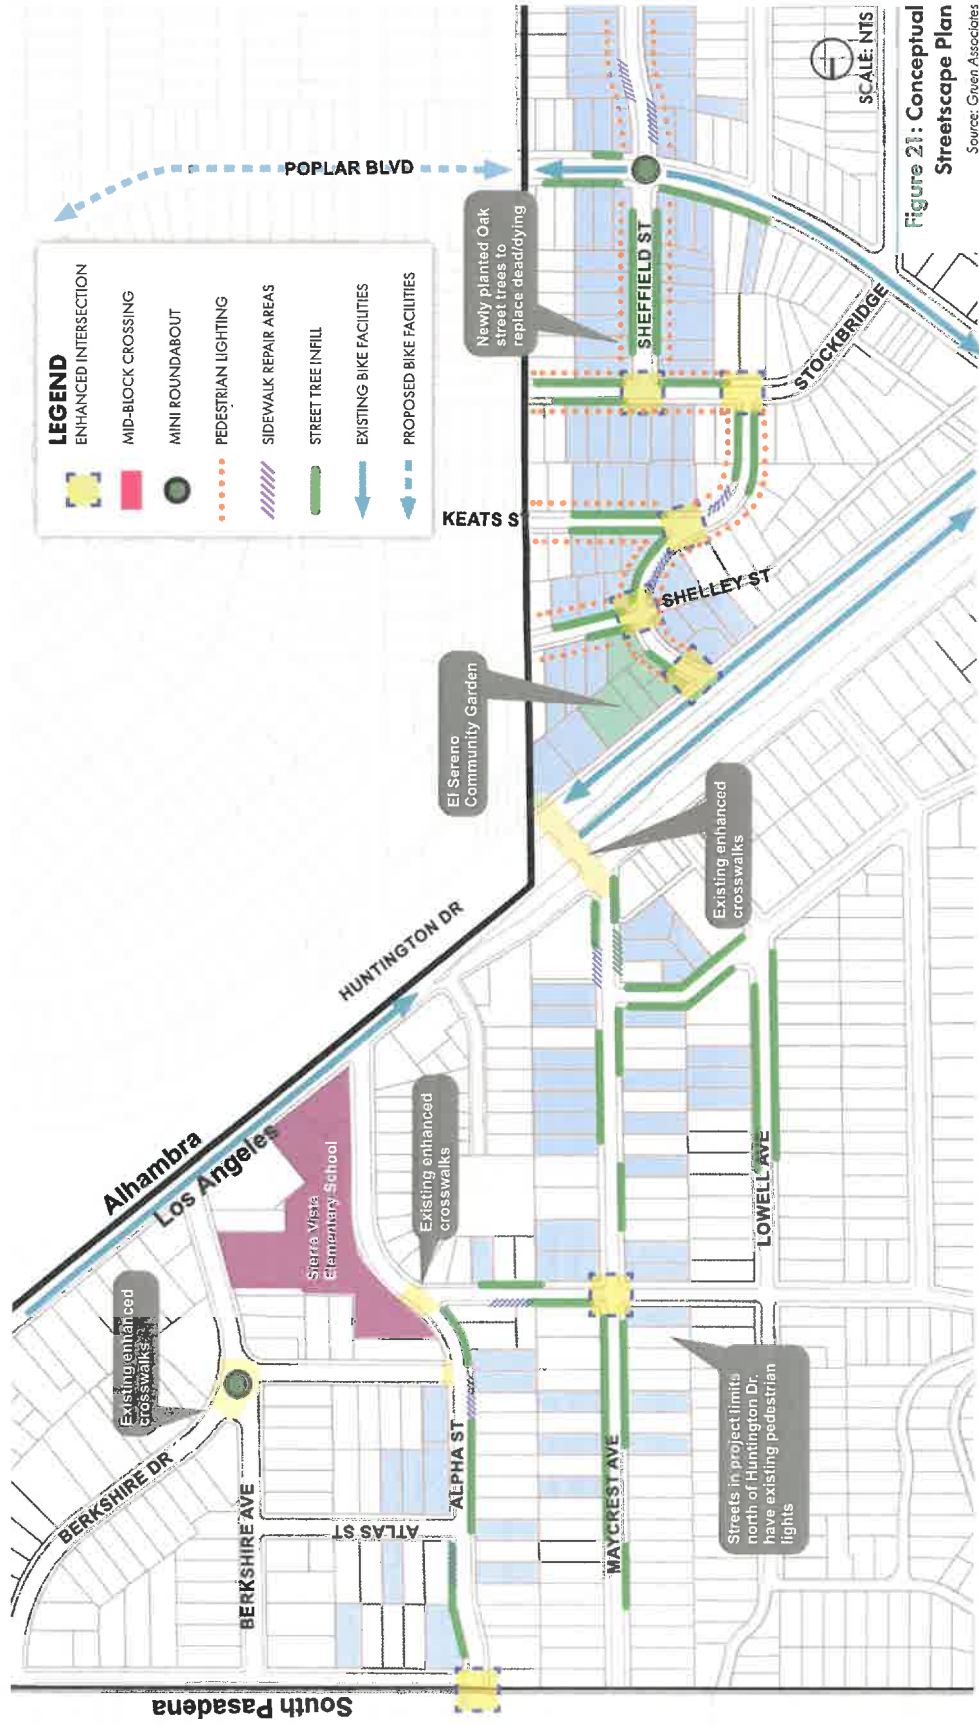 POPLAR BLVD
LEGEND
ENHANCED INTERSECTION
MID-BLOCK CROSSING
MINI ROUNDABOUT
PEDESTRIAN LIGHTING
SIDEWALK REPAIR AREAS
STREET TREE INFILL
EXISTING BIKE FACILITIES
PROPOSED BIKE FACILITIES
SCALE: NTS
Figure 21: Conceptual
Streetscape Plan
Source: Gruen Associates
Newly planted Oak
street trees to
replace dead/dying
SHEFFIELD ST
STOCKBRIDGE
KEATS S
SHELLEY ST
El Sereno
Community Garden
Existing enhanced
crosswalks
HUNTINGTON DR
Alhambra
Los Angeles
Sierra Vista
Elementary School
Existing enhanced
crosswalks
LOWELL AVE
Existing enhanced
crosswalks
BERKSHIRE DR
BERKSHIRE AVE
ATLAS ST
ALPHA ST
MAYCREST AVE
Streets in project limits
north of Huntington Dr.
have existing pedestrian
lights
South Pasadena